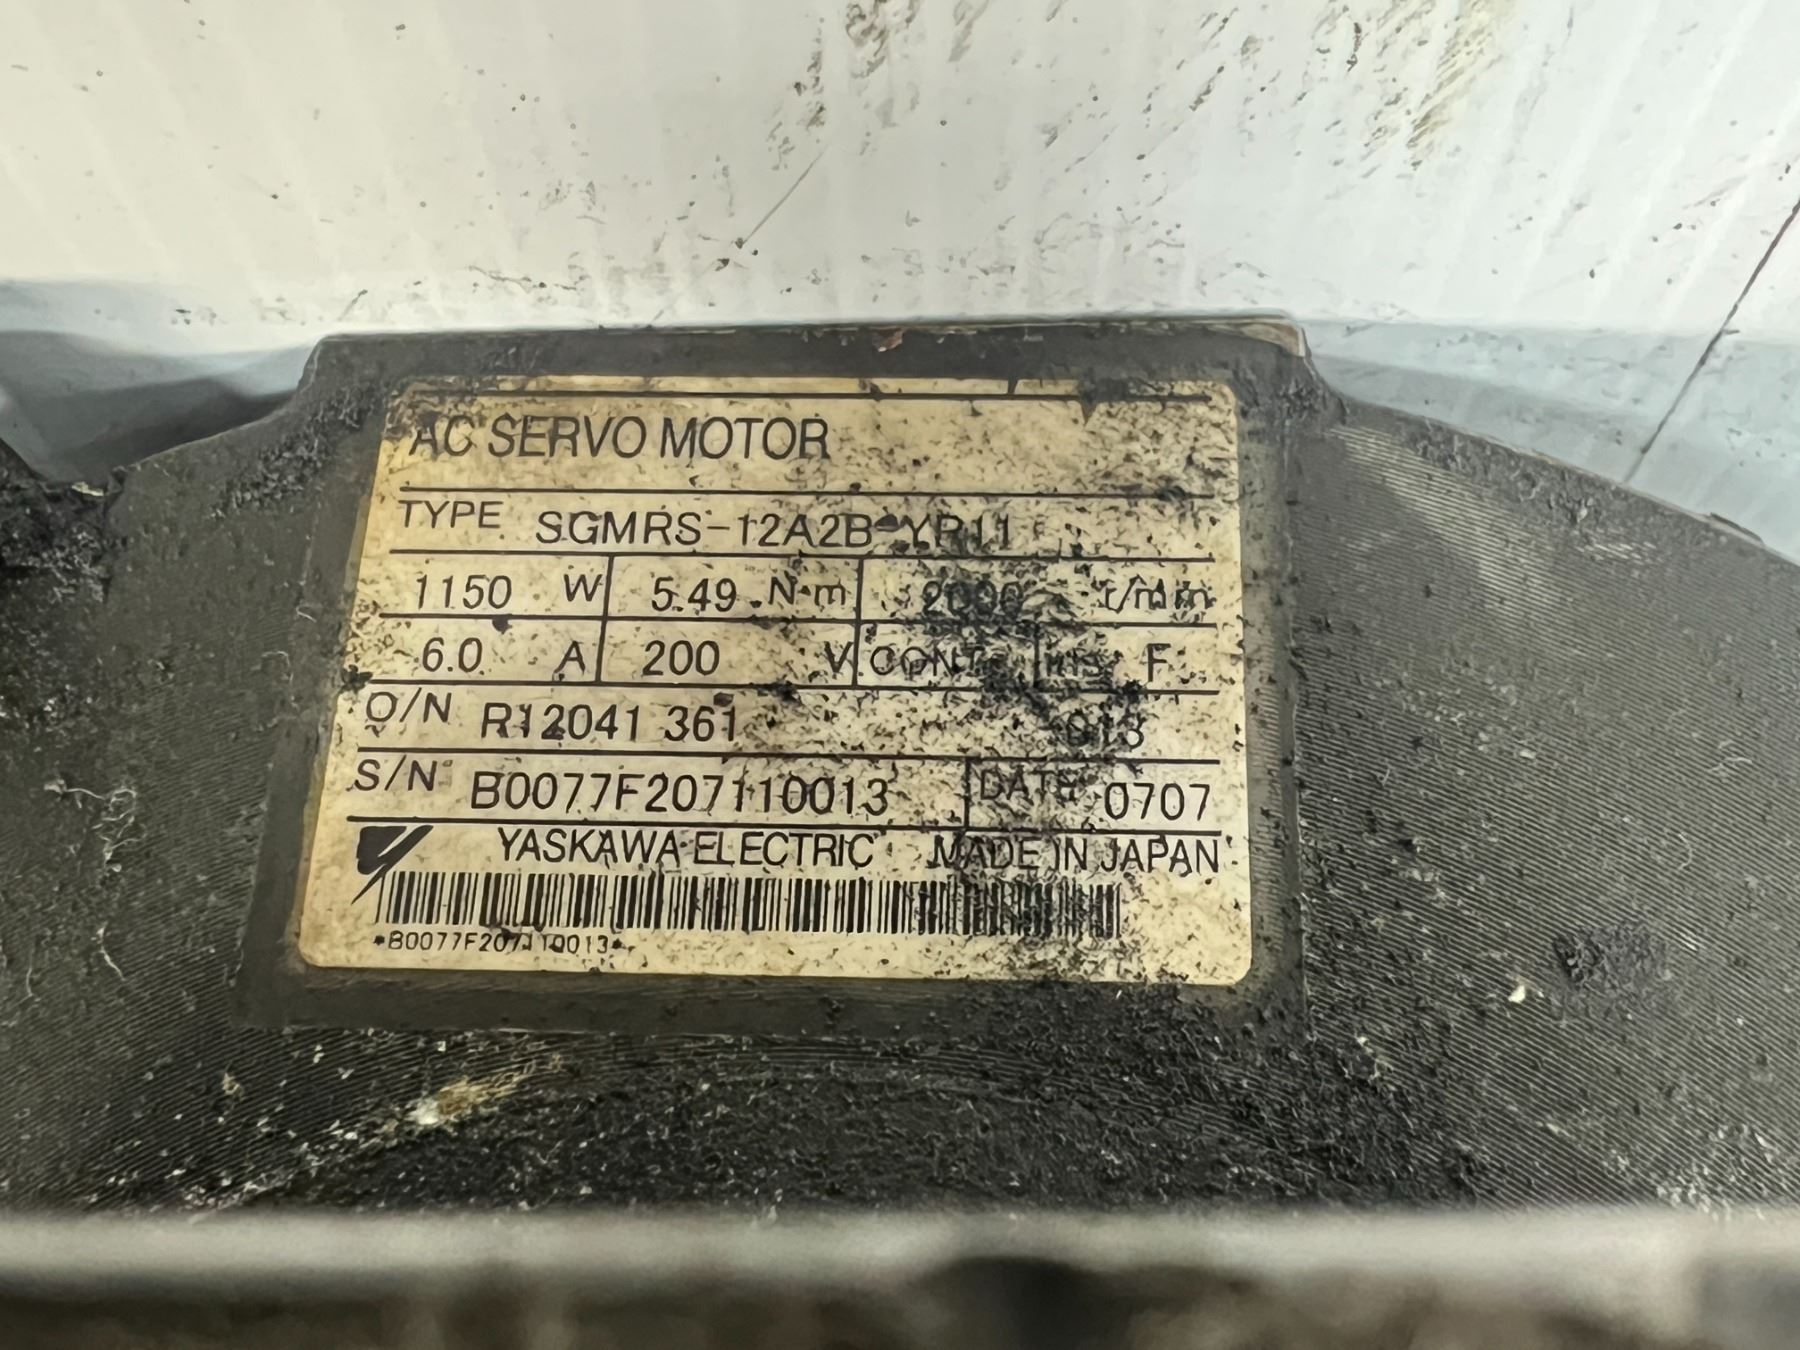 AC SERVO MOTOR
TYPE SGMRS-12A2B-YR11
1150 W 5.49 N·m 2000 r/min
6.0 A 200 V CONT. INS. F
O/N R12041 361 013
S/N B0077F207110013 DATE 0707
YASKAWA ELECTRIC MADE IN JAPAN
*B0077F207110013*